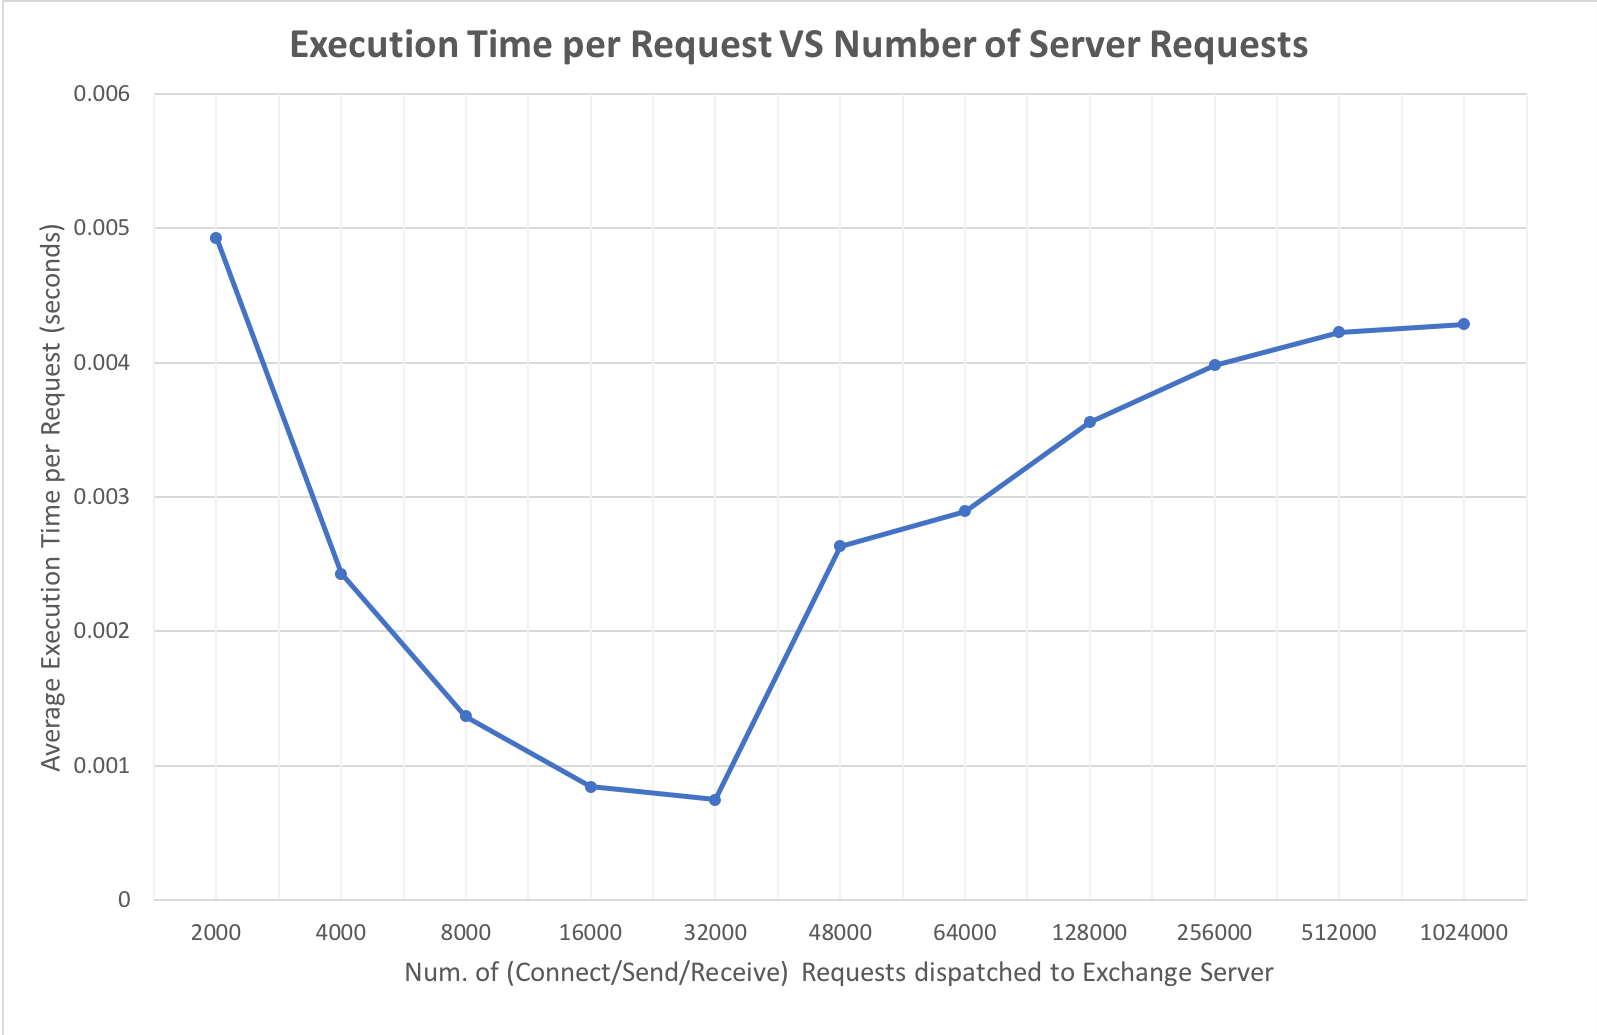 Execution Time per Request VS Number of Server Requests
Average Execution Time per Request (seconds)
0.006
0.005
0.004
0.003
0.002
0.001
0
2000 4000 8000 16000 32000 48000 64000 128000 256000 512000 1024000
Num. of (Connect/Send/Receive) Requests dispatched to Exchange Server